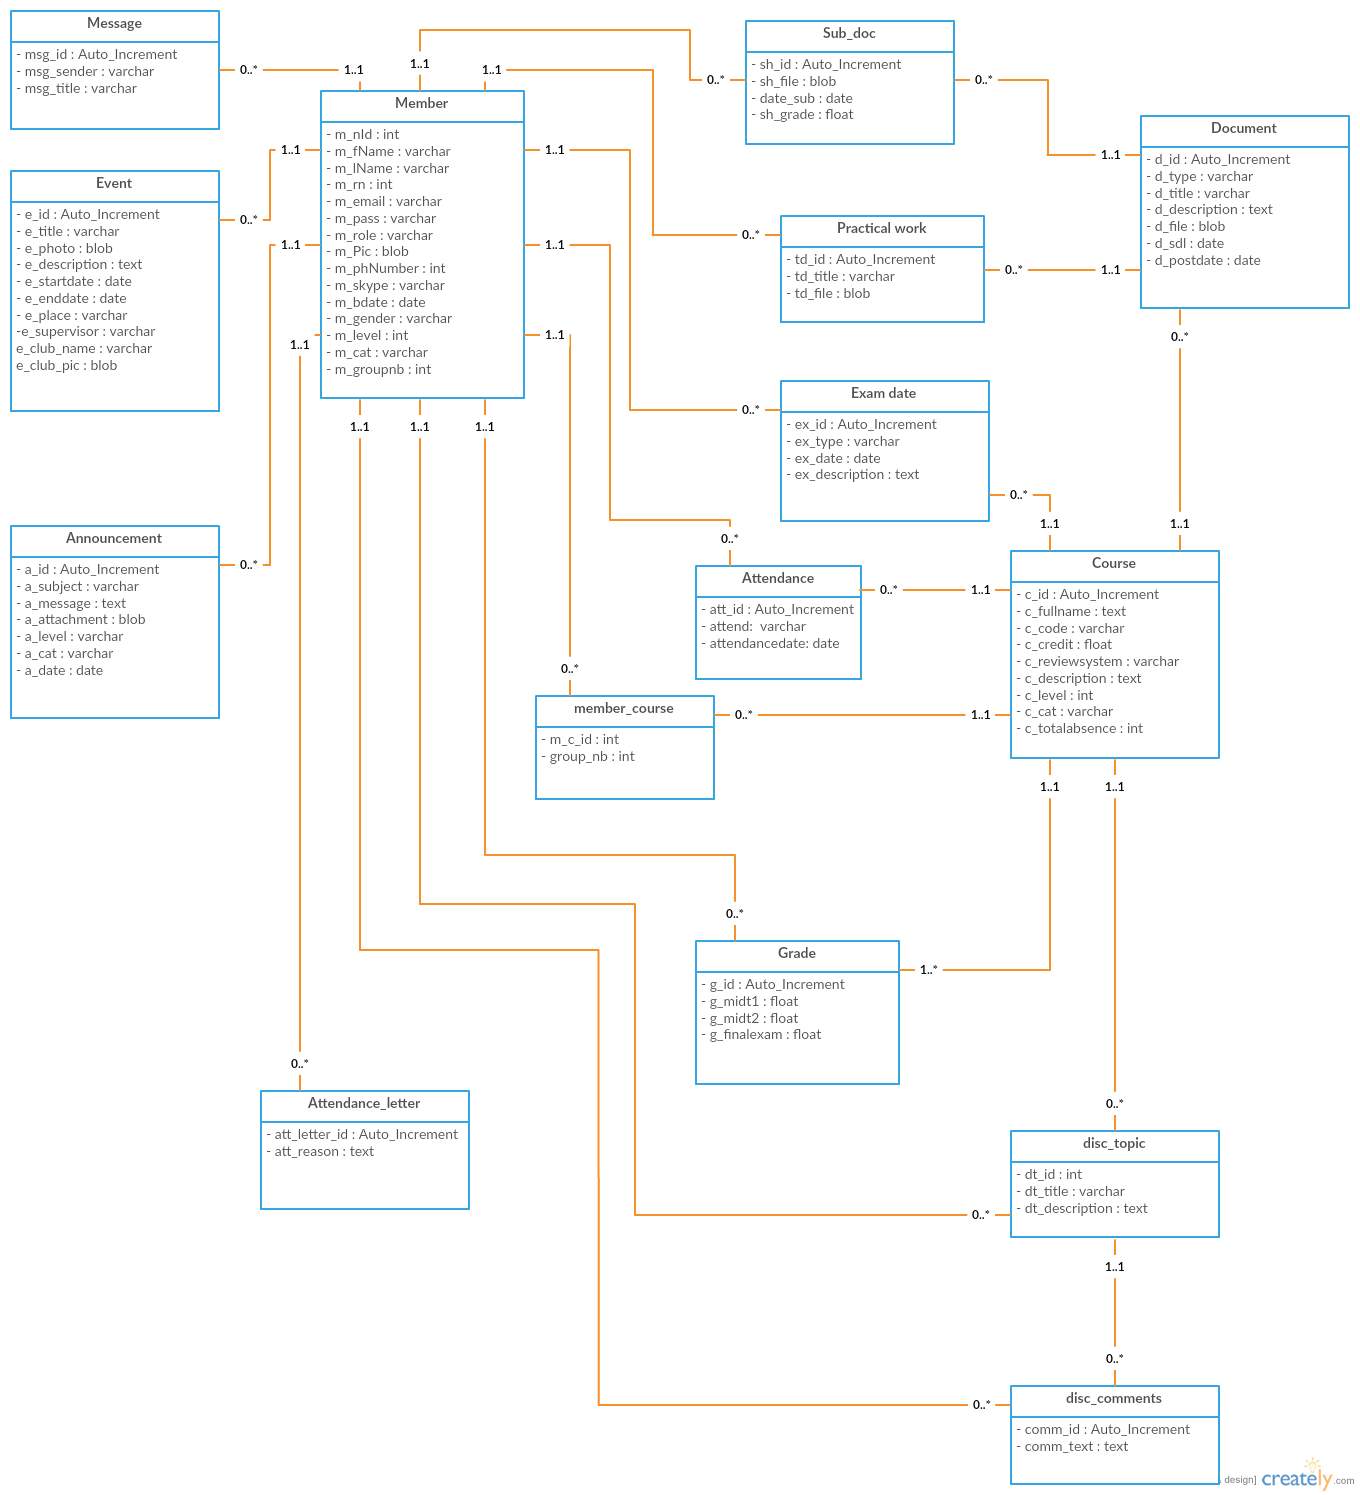 Message
- msg_id : Auto_Increment
- msg_sender : varchar
- msg_title : varchar
0..*
1..1
1..1
1..1
Member
- m_nId : int
- m_fName : varchar
- m_lName : varchar
- m_rn : int
- m_email : varchar
- m_pass : varchar
- m_role : varchar
- m_Pic : blob
- m_phNumber : int
- m_skype : varchar
- m_bdate : date
- m_gender : varchar
- m_level : int
- m_cat : varchar
- m_groupnb : int
1..1
1..1
1..1
1..1
1..1
1..1
1..1
1..1
1..1
Sub_doc
- sh_id : Auto_Increment
- sh_file : blob
- date_sub : date
- sh_grade : float
0..*
0..*
Document
- d_id : Auto_Increment
- d_type : varchar
- d_title : varchar
- d_description : text
- d_file : blob
- d_sdl : date
- d_postdate : date
1..1
1..1
0..*
Event
- e_id : Auto_Increment
- e_title : varchar
- e_photo : blob
- e_description : text
- e_startdate : date
- e_enddate : date
- e_place : varchar
-e_supervisor : varchar
e_club_name : varchar
e_club_pic : blob
0..*
Practical work
- td_id : Auto_Increment
- td_title : varchar
- td_file : blob
0..*
0..*
Exam date
- ex_id : Auto_Increment
- ex_type : varchar
- ex_date : date
- ex_description : text
0..*
0..*
Announcement
- a_id : Auto_Increment
- a_subject : varchar
- a_message : text
- a_attachment : blob
- a_level : varchar
- a_cat : varchar
- a_date : date
0..*
Attendance
- att_id : Auto_Increment
- attend: varchar
- attendancedate: date
0..*
0..*
Course
- c_id : Auto_Increment
- c_fullname : text
- c_code : varchar
- c_credit : float
- c_reviewsystem : varchar
- c_description : text
- c_level : int
- c_cat : varchar
- c_totalabsence : int
1..1
1..1
1..1
1..1
1..1
1..1
member_course
- m_c_id : int
- group_nb : int
0..*
0..*
Grade
- g_id : Auto_Increment
- g_midt1 : float
- g_midt2 : float
- g_finalexam : float
0..*
1..*
Attendance_letter
- att_letter_id : Auto_Increment
- att_reason : text
0..*
disc_topic
- dt_id : int
- dt_title : varchar
- dt_description : text
0..*
0..*
1..1
disc_comments
- comm_id : Auto_Increment
- comm_text : text
0..*
0..*
design]
creately.com